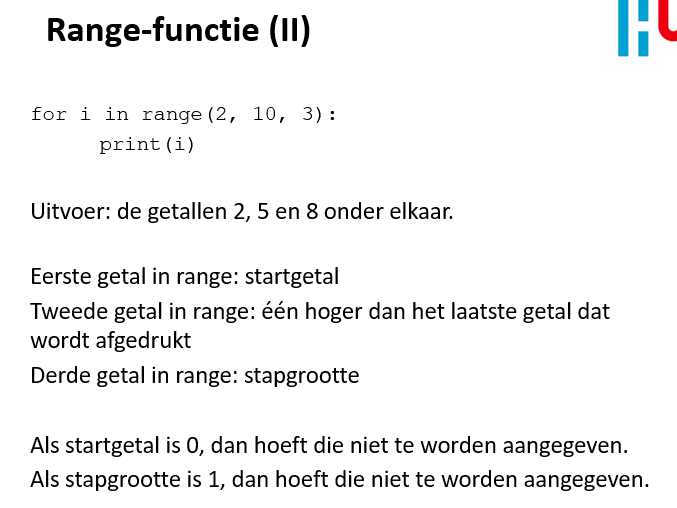 Range-functie (II)
for i in range(2, 10, 3):
print(i)
Uitvoer: de getallen 2, 5 en 8 onder elkaar.
Eerste getal in range: startgetal
Tweede getal in range: één hoger dan het laatste getal dat
wordt afgedrukt
Derde getal in range: stapgrootte
Als startgetal is 0, dan hoeft die niet te worden aangegeven.
Als stapgrootte is 1, dan hoeft die niet te worden aangegeven.